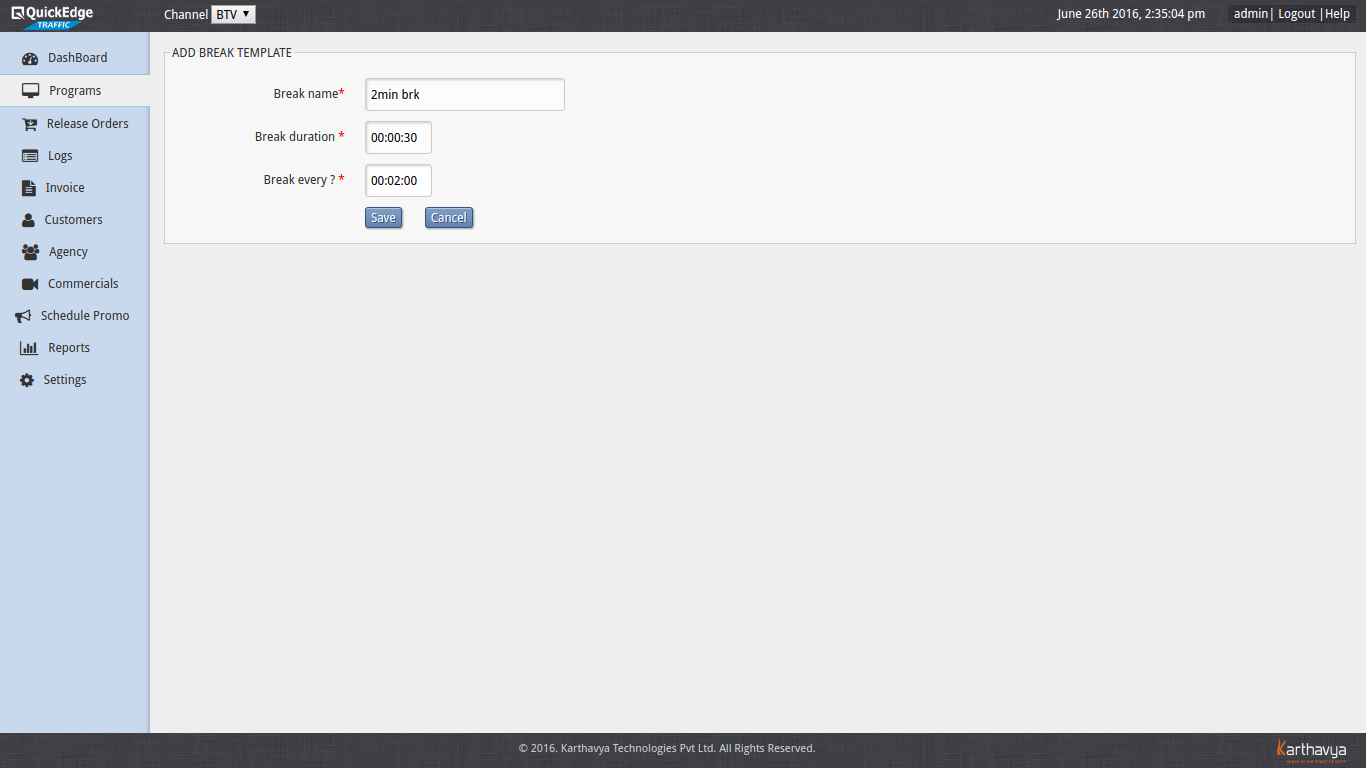 QuickEdge
TRAFFIC
Channel BTV
June 26th 2016, 2:35:04 pm
admin| Logout |Help
DashBoard
Programs
Release Orders
Logs
Invoice
Customers
Agency
Commercials
Schedule Promo
Reports
Settings
ADD BREAK TEMPLATE
Break name* 2min brk
Break duration * 00:00:30
Break every ? * 00:02:00
Save Cancel
© 2016. Karthavya Technologies Pvt Ltd. All Rights Reserved.
Karthavya